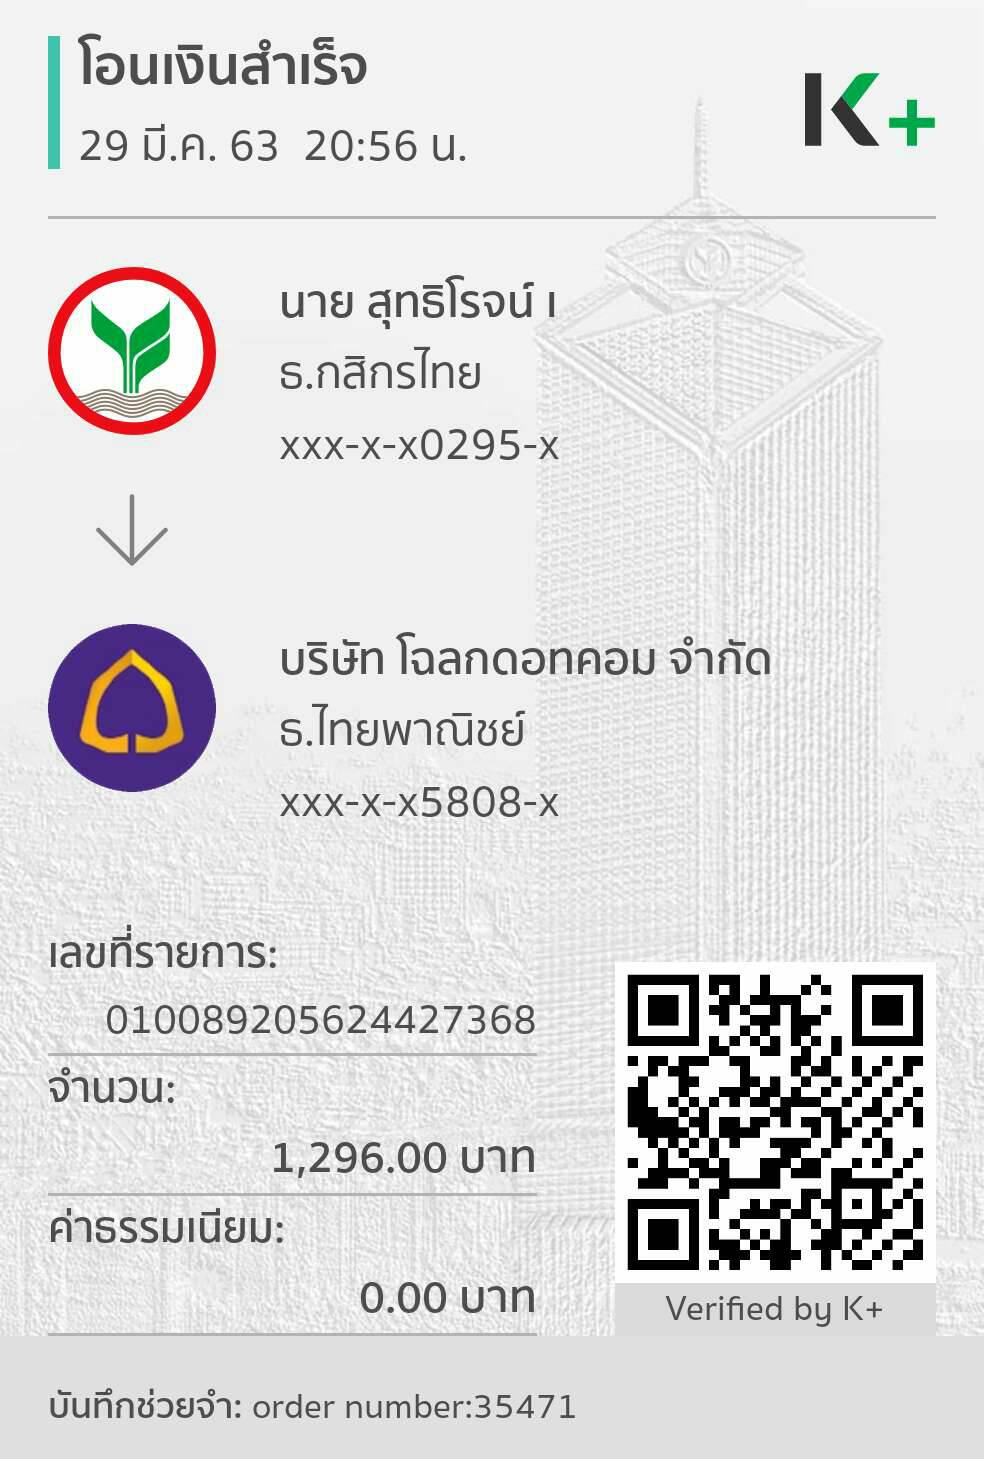 โอนเงินสำเร็จ
29 มี.ค. 63 20:56 น.
K+
นาย สุทธิโรจน์ เ
ธ.กสิกรไทย
xxx-x-x0295-x
บริษัท โฉลกดอทคอม จำกัด
ธ.ไทยพาณิชย์
xxx-x-x5808-x
เลขที่รายการ:
010089205624427368
จำนวน:
1,296.00 บาท
ค่าธรรมเนียม:
0.00 บาท
Verified by K+
บันทึกช่วยจำ: order number:35471